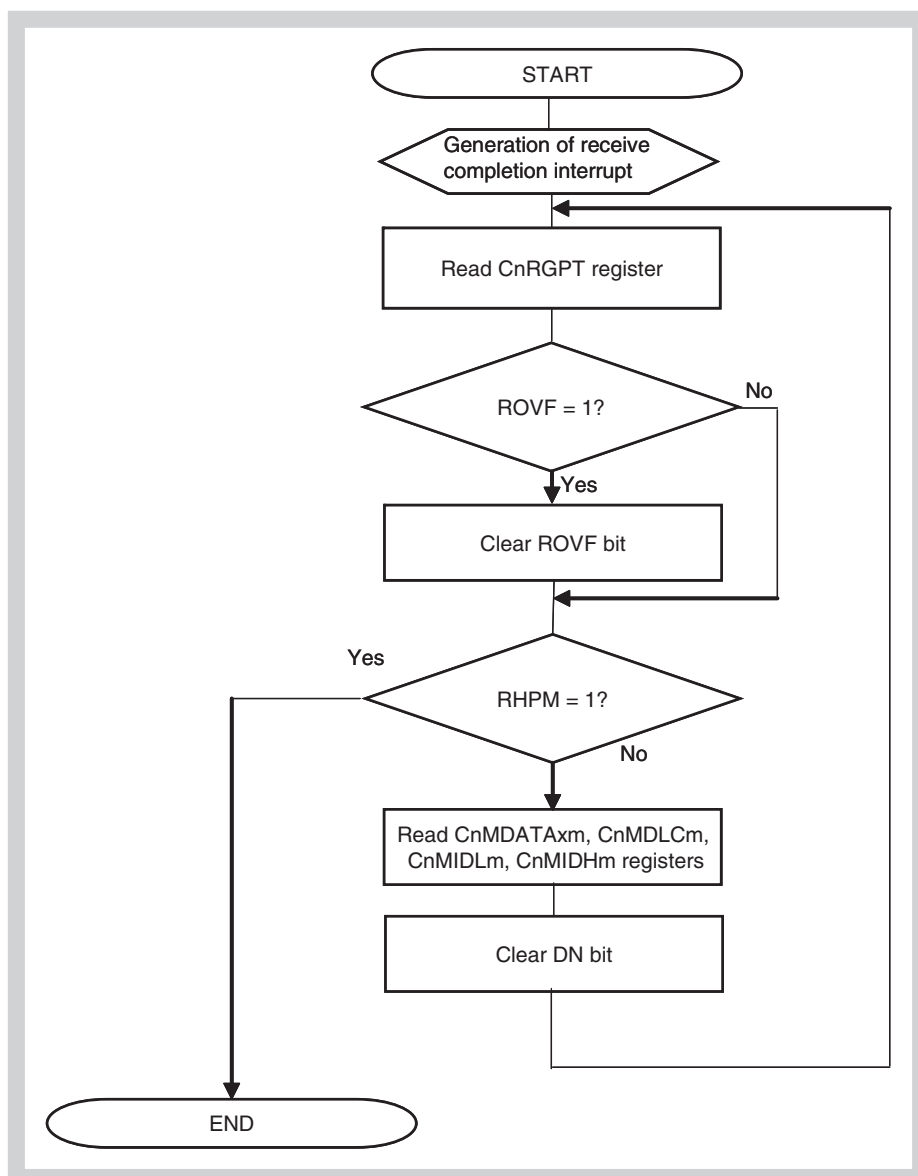 START
Generation of receive
completion interrupt
Read CnRGPT register
ROVF = 1?
No
Yes
Clear ROVF bit
Yes
RHPM = 1?
No
Read CnMDATAxm, CnMDLCm,
CnMIDLm, CnMIDHm registers
Clear DN bit
END